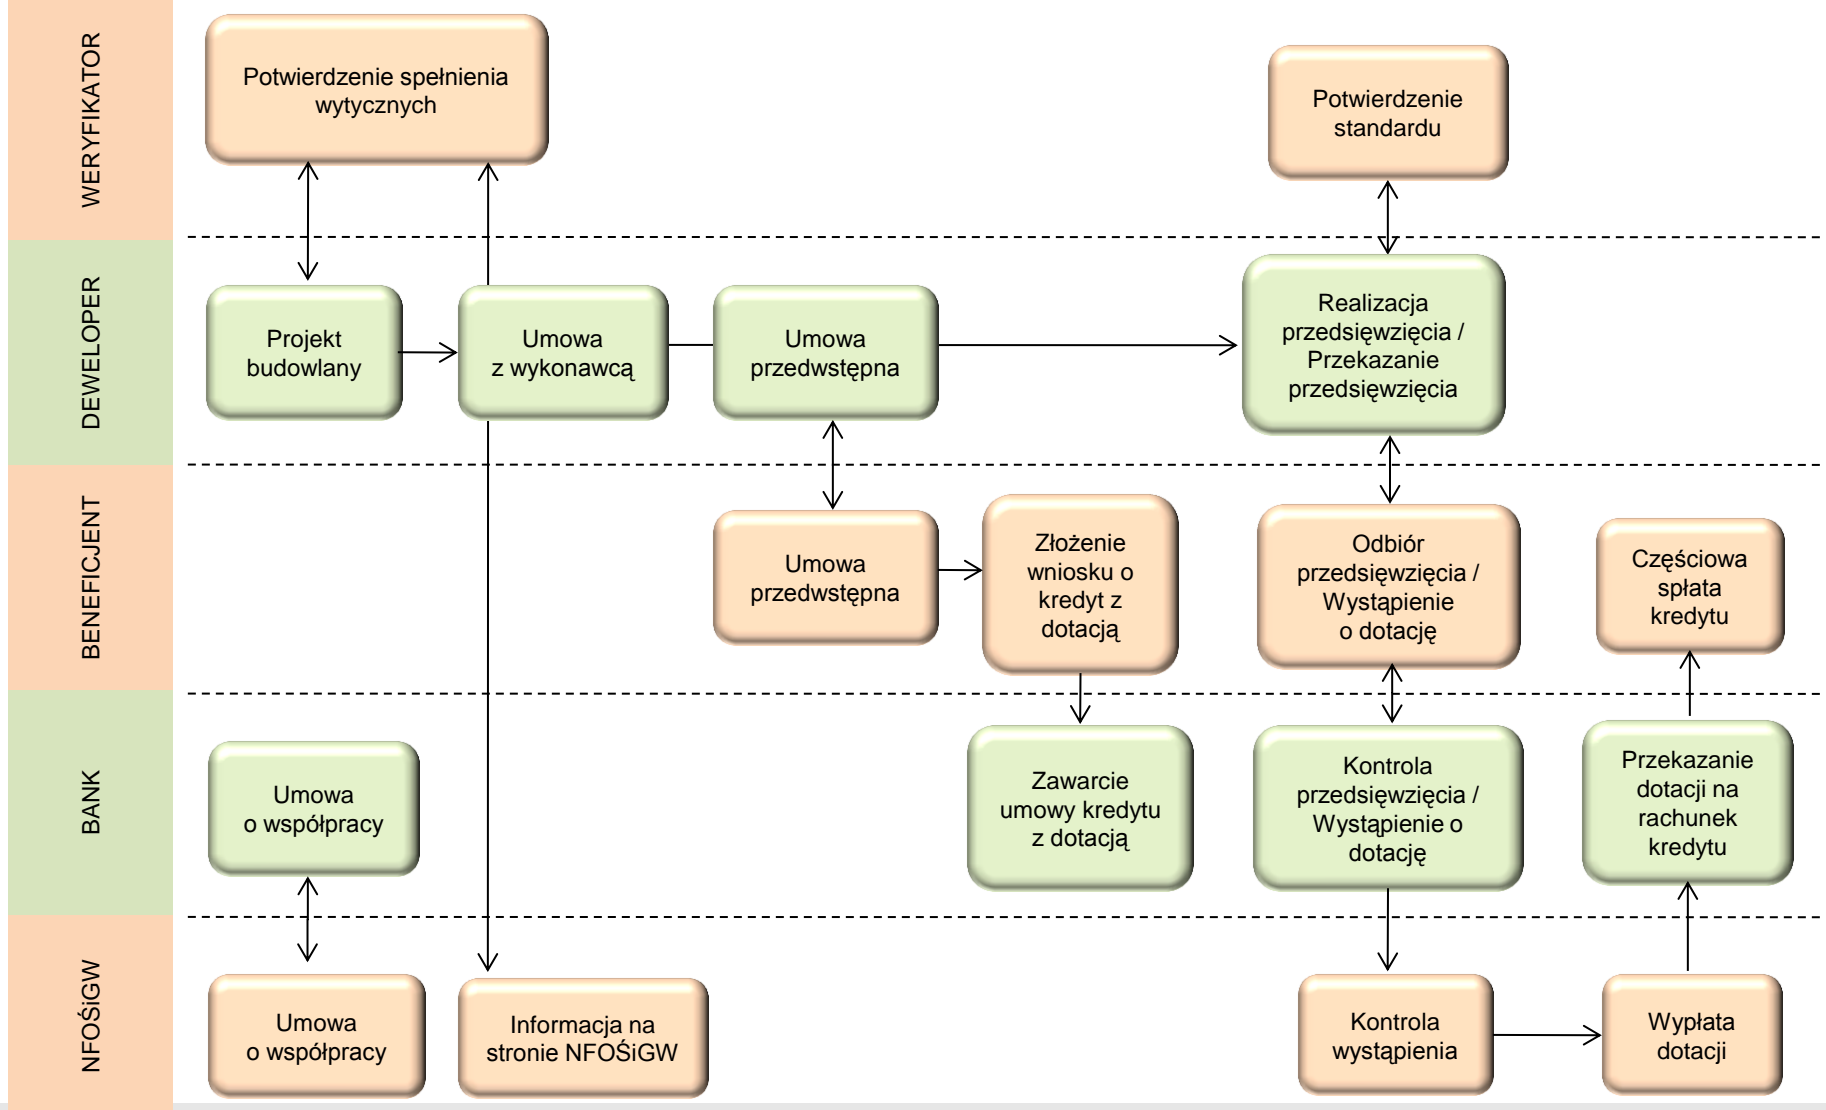 WERYFIKATOR
Potwierdzenie spełnienia
wytycznych
Potwierdzenie
standardu
DEWELOPER
Projekt
budowlany
Umowa
z wykonawcą
Umowa
przedwstępna
Realizacja
przedsięwzięcia /
Przekazanie
przedsięwzięcia
BENEFICJENT
Umowa
przedwstępna
Złożenie
wniosku o
kredyt z
dotacją
Odbiór
przedsięwzięcia /
Wystąpienie
o dotację
Częściowa
spłata
kredytu
BANK
Umowa
o współpracy
Zawarcie
umowy kredytu
z dotacją
Kontrola
przedsięwzięcia /
Wystąpienie o
dotację
Przekazanie
dotacji na
rachunek
kredytu
NFOŚiGW
Umowa
o współpracy
Informacja na
stronie NFOŚiGW
Kontrola
wystąpienia
Wypłata
dotacji